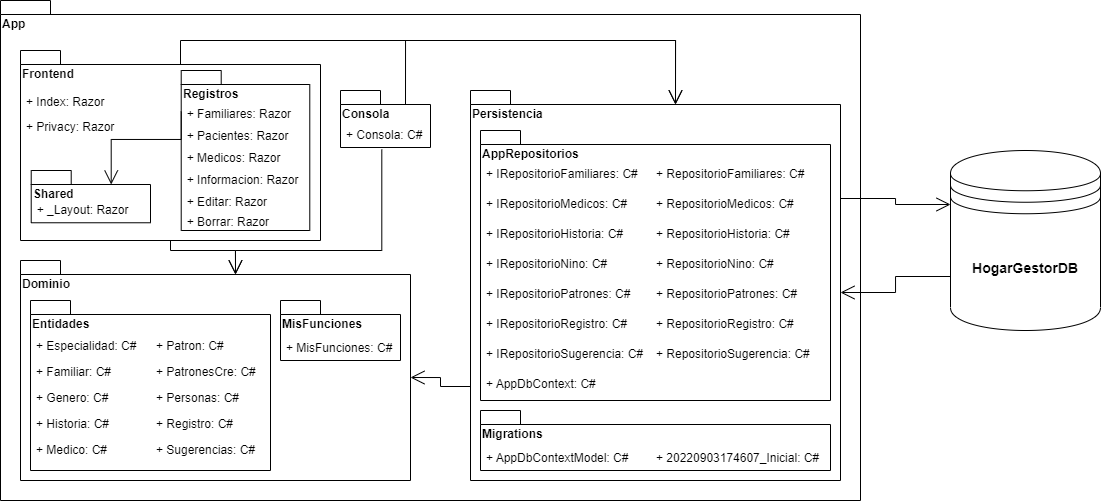 App
Frontend
+ Index: Razor
+ Privacy: Razor
Registros
+ Familiares: Razor
+ Pacientes: Razor
+ Medicos: Razor
+ Informacion: Razor
+ Editar: Razor
+ Borrar: Razor
Shared
+ _Layout: Razor
Consola
+ Consola: C#
Persistencia
AppRepositorios
+ IRepositorioFamiliares: C#
+ RepositorioFamiliares: C#
+ IRepositorioMedicos: C#
+ RepositorioMedicos: C#
+ IRepositorioHistoria: C#
+ RepositorioHistoria: C#
+ IRepositorioNino: C#
+ RepositorioNino: C#
+ IRepositorioPatrones: C#
+ RepositorioPatrones: C#
+ IRepositorioRegistro: C#
+ RepositorioRegistro: C#
+ IRepositorioSugerencia: C#
+ RepositorioSugerencia: C#
+ AppDbContext: C#
Migrations
+ AppDbContextModel: C#
+ 20220903174607_Inicial: C#
Dominio
Entidades
+ Especialidad: C#
+ Patron: C#
+ Familiar: C#
+ PatronesCre: C#
+ Genero: C#
+ Personas: C#
+ Historia: C#
+ Registro: C#
+ Medico: C#
+ Sugerencias: C#
MisFunciones
+ MisFunciones: C#
HogarGestorDB